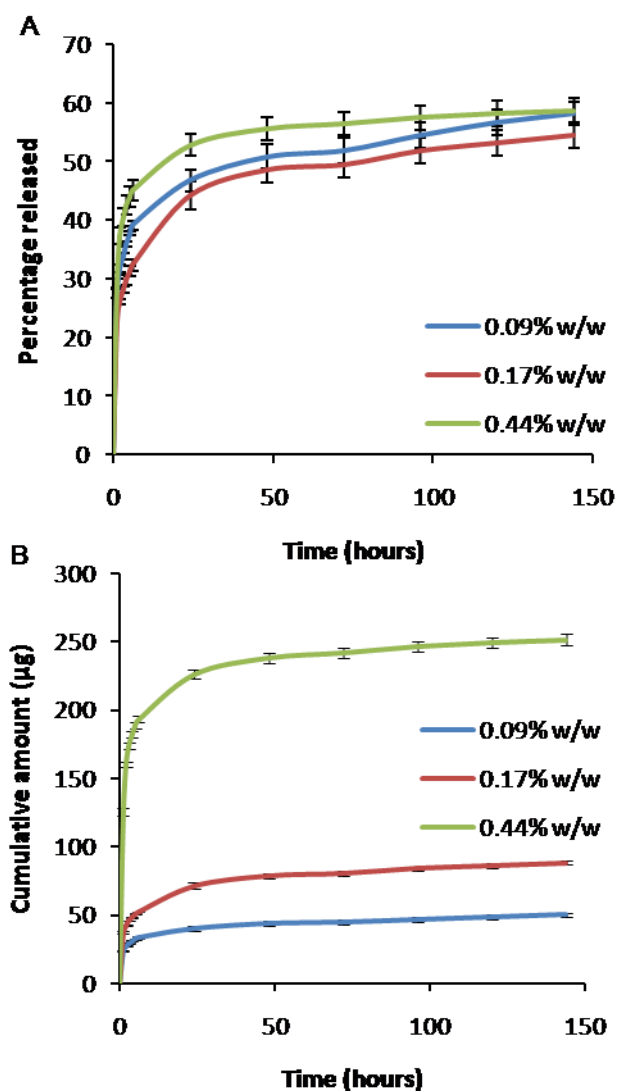 A
Percentage released
70
60
50
40
30
20
10
0
0.09% w/w
0.17% w/w
0.44% w/w
0 50 100 150
Time (hours)
B
Cumulative amount (µg)
300
250
200
150
100
50
0
0.09% w/w
0.17% w/w
0.44% w/w
0 50 100 150
Time (hours)